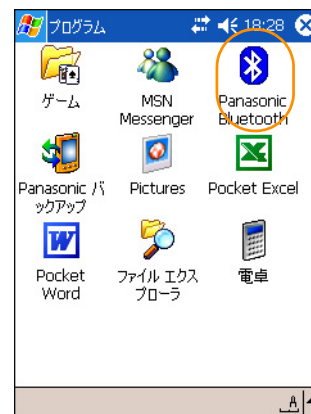 プログラム 18:28
ゲーム
MSN
Messenger
Panasonic
Bluetooth
Panasonic バ
ックアップ
Pictures
Pocket Excel
Pocket
Word
ファイル エクス
プローラ
電卓
A